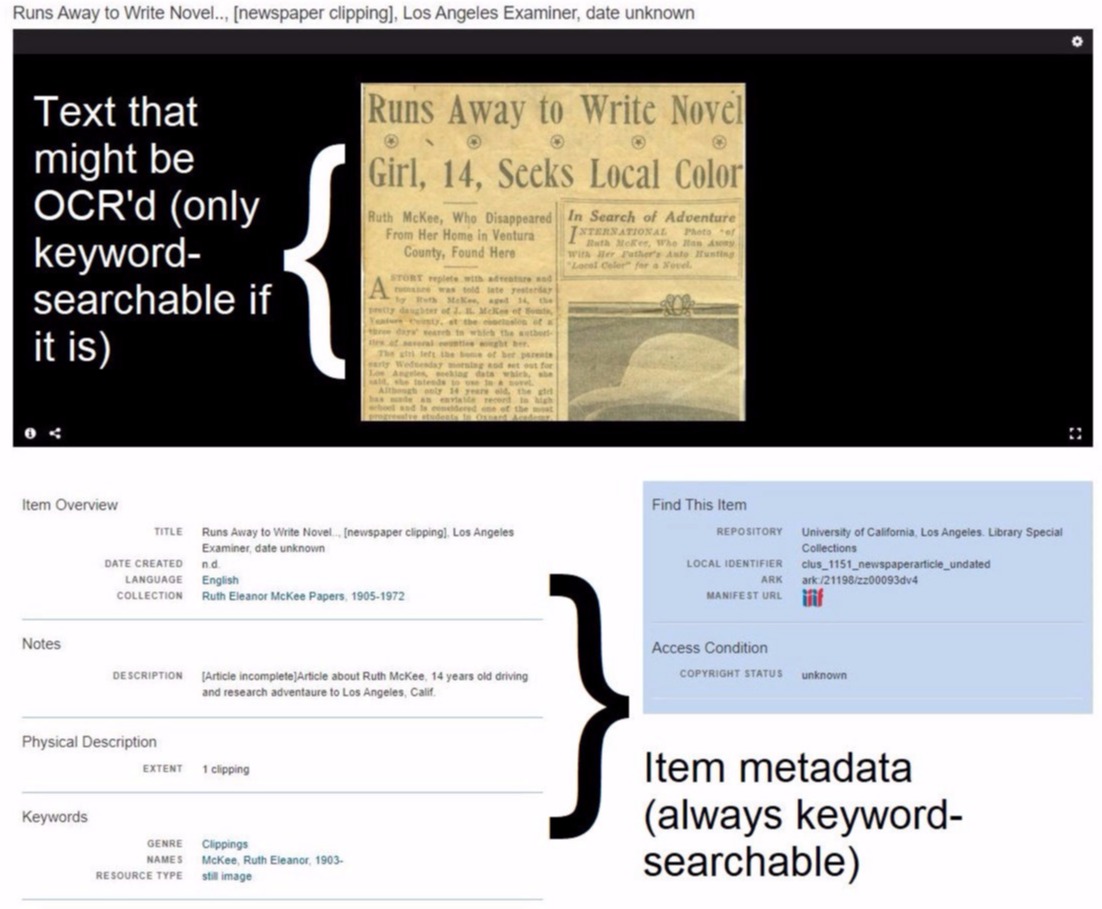 Runs Away to Write Novel.., [newspaper clipping], Los Angeles Examiner, date unknown
Text that
might be
OCR'd (only
keyword-
searchable if
it is)
Runs Away to Write Novel
Girl, 14, Seeks Local Color
Ruth McKee, Who Disappeared
From Her Home in Ventura
County, Found Here
A STORY replete with adventure and
romance was told late yesterday
by Ruth McKee, aged 14, the
pretty daughter of J. R. McKee of Somis,
Ventura County, at the conclusion of a
three days' search in which the authori-
ties of several counties sought her.
The girl left the home of her parents
early Wednesday morning and set out for
Los Angeles, seeking data which, she
said, she intends to use in a novel.
Although only 14 years old, the girl
has made an enviable record in high
school and is considered one of the most
progressive students in Oxnard Academy.
In Search of Adventure
INTERNATIONAL Photo of
Ruth McKee, Who Ran Away
With Her Father's Auto Hunting
"Local Color" for a Novel.
Item Overview
TITLE Runs Away to Write Novel.., [newspaper clipping], Los Angeles
Examiner, date unknown
DATE CREATED n.d.
LANGUAGE English
COLLECTION Ruth Eleanor McKee Papers, 1905-1972
Notes
DESCRIPTION [Article incomplete]Article about Ruth McKee, 14 years old driving
and research adventaure to Los Angeles, Calif.
Physical Description
EXTENT 1 clipping
Keywords
GENRE Clippings
NAMES McKee, Ruth Eleanor, 1903-
RESOURCE TYPE still image
Find This Item
REPOSITORY University of California, Los Angeles. Library Special
Collections
LOCAL IDENTIFIER clus_1151_newspaperarticle_undated
ARK ark:/21198/zz00093dv4
MANIFEST URL iiif
Access Condition
COPYRIGHT STATUS unknown
Item metadata
(always keyword-
searchable)